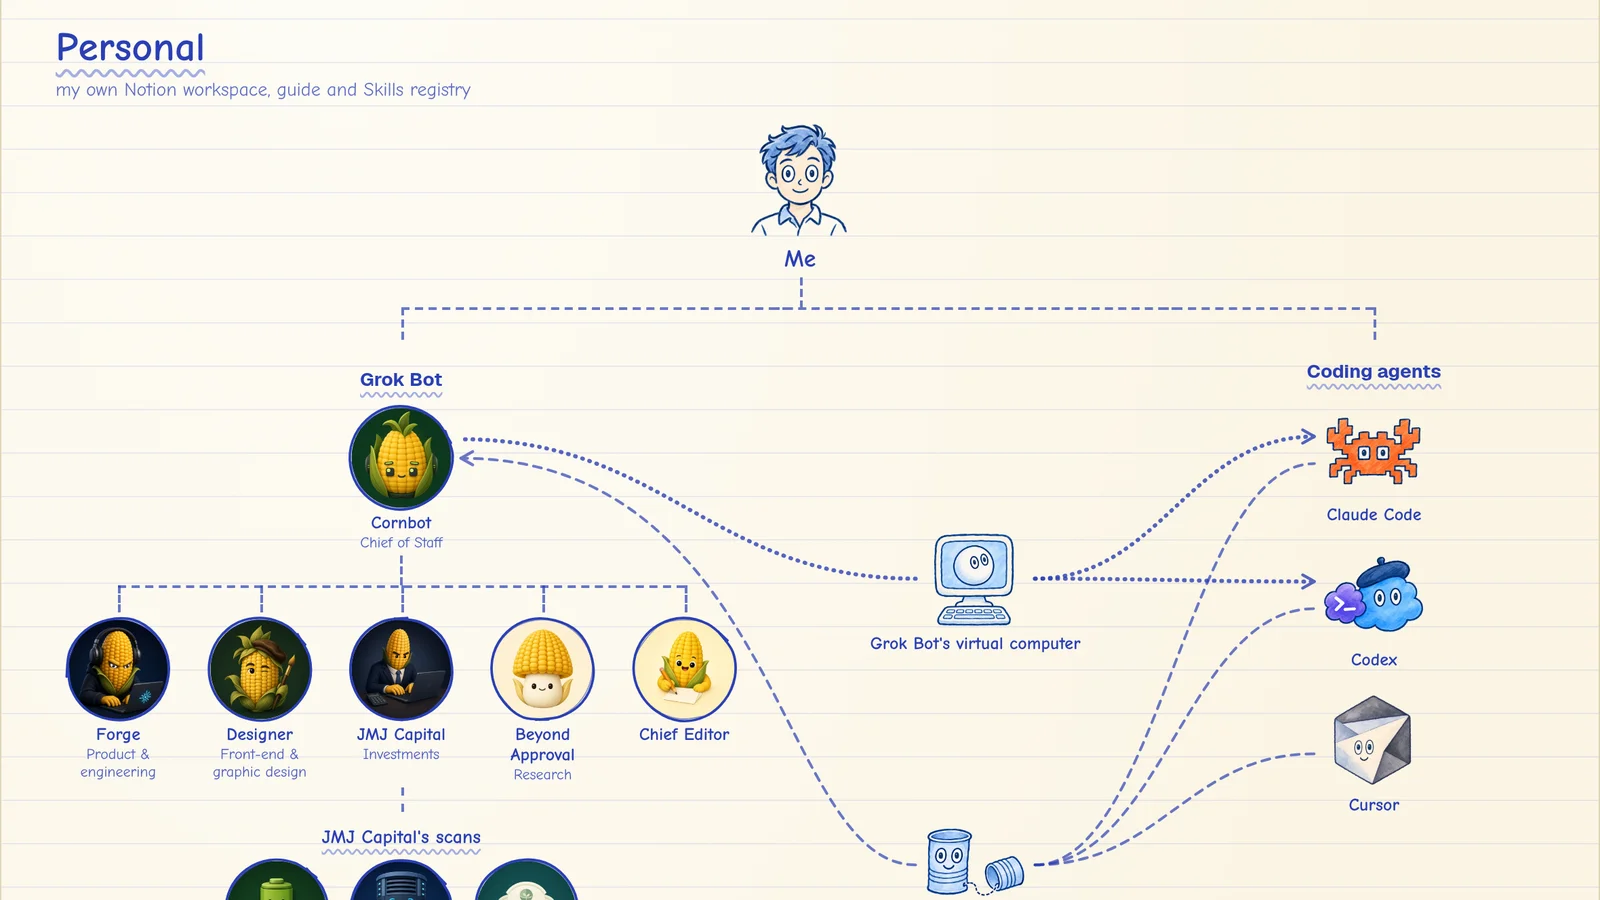 Personal
my own Notion workspace, guide and Skills registry
Me
Grok Bot
Coding agents
Cornbot
Chief of Staff
Claude Code
Grok Bot's virtual computer
Codex
Forge
Product &
engineering
Designer
Front-end &
graphic design
JMJ Capital
Investments
Beyond
Approval
Research
Chief Editor
Cursor
JMJ Capital's scans